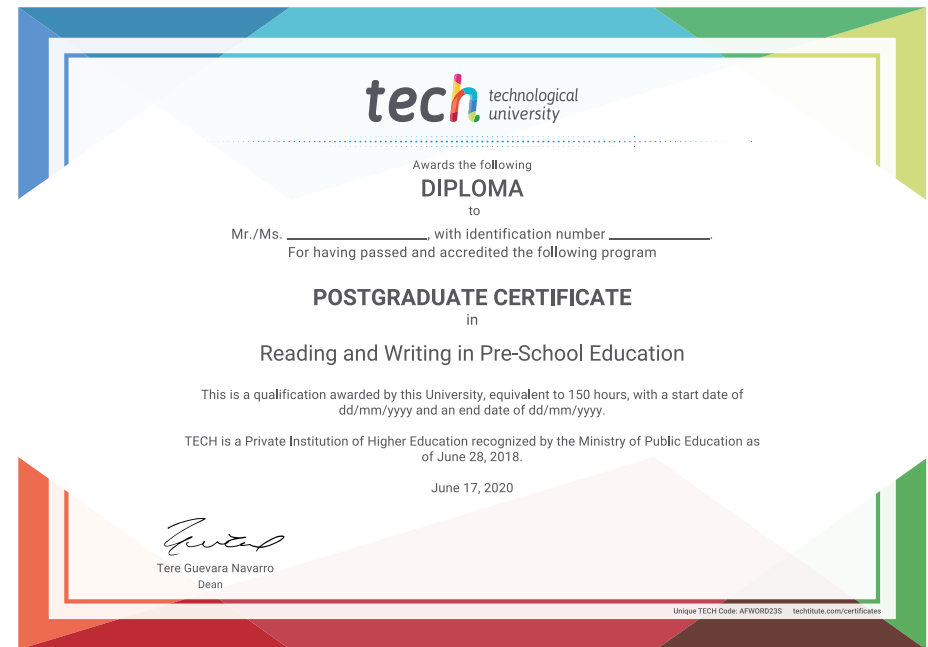 tech technological
university
Awards the following
DIPLOMA
to
Mr./Ms. ____________________, with identification number ______________.
For having passed and accredited the following program
POSTGRADUATE CERTIFICATE
in
Reading and Writing in Pre-School Education
This is a qualification awarded by this University, equivalent to 150 hours, with a start date of
dd/mm/yyyy and an end date of dd/mm/yyyy.
TECH is a Private Institution of Higher Education recognized by the Ministry of Public Education as
of June 28, 2018.
June 17, 2020
Tere Guevara Navarro
Dean
Unique TECH Code: AFWORD23S techtitute.com/certificates